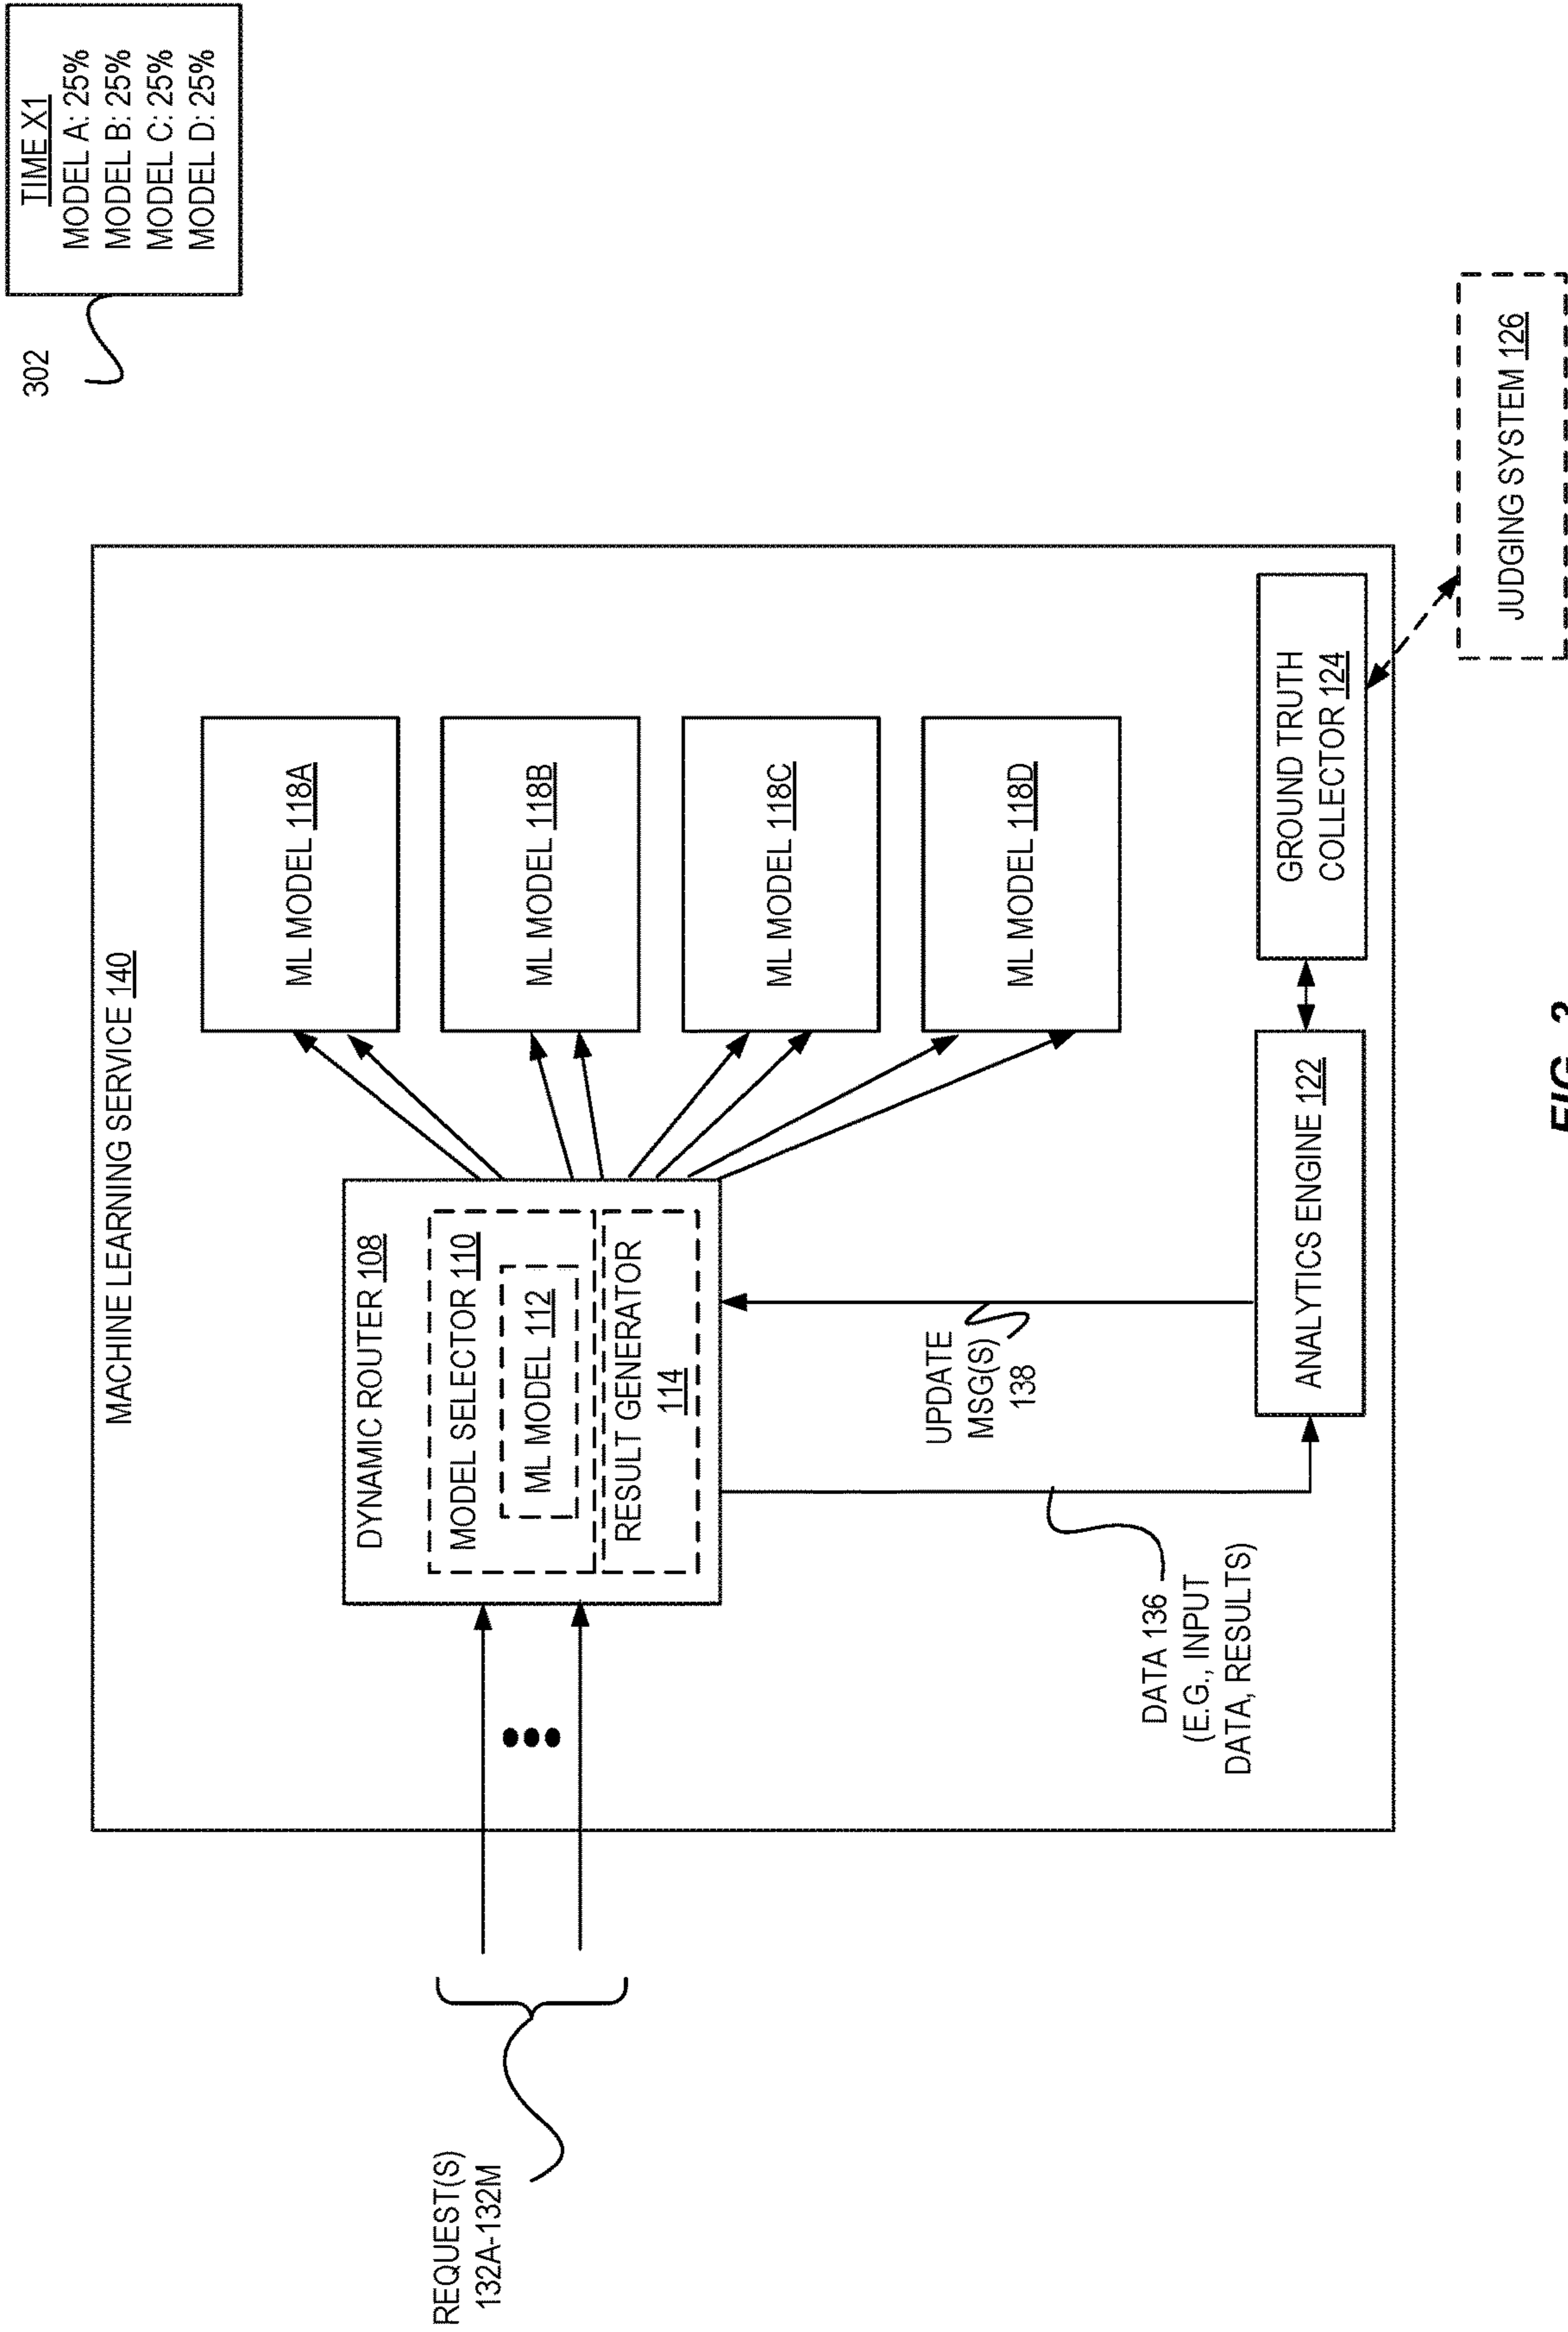 TIME X1
MODEL A: 25%
MODEL B: 25%
MODEL C: 25%
MODEL D: 25%
302
MACHINE LEARNING SERVICE 140
REQUEST(S)
132A-132M
DYNAMIC ROUTER 108
MODEL SELECTOR 110
ML MODEL 112
RESULT GENERATOR
114
ML MODEL 118A
ML MODEL 118B
ML MODEL 118C
ML MODEL 118D
UPDATE
MSG(S)
138
DATA 136
(E.G., INPUT
DATA, RESULTS)
ANALYTICS ENGINE 122
GROUND TRUTH
COLLECTOR 124
JUDGING SYSTEM 126
FIG. 3